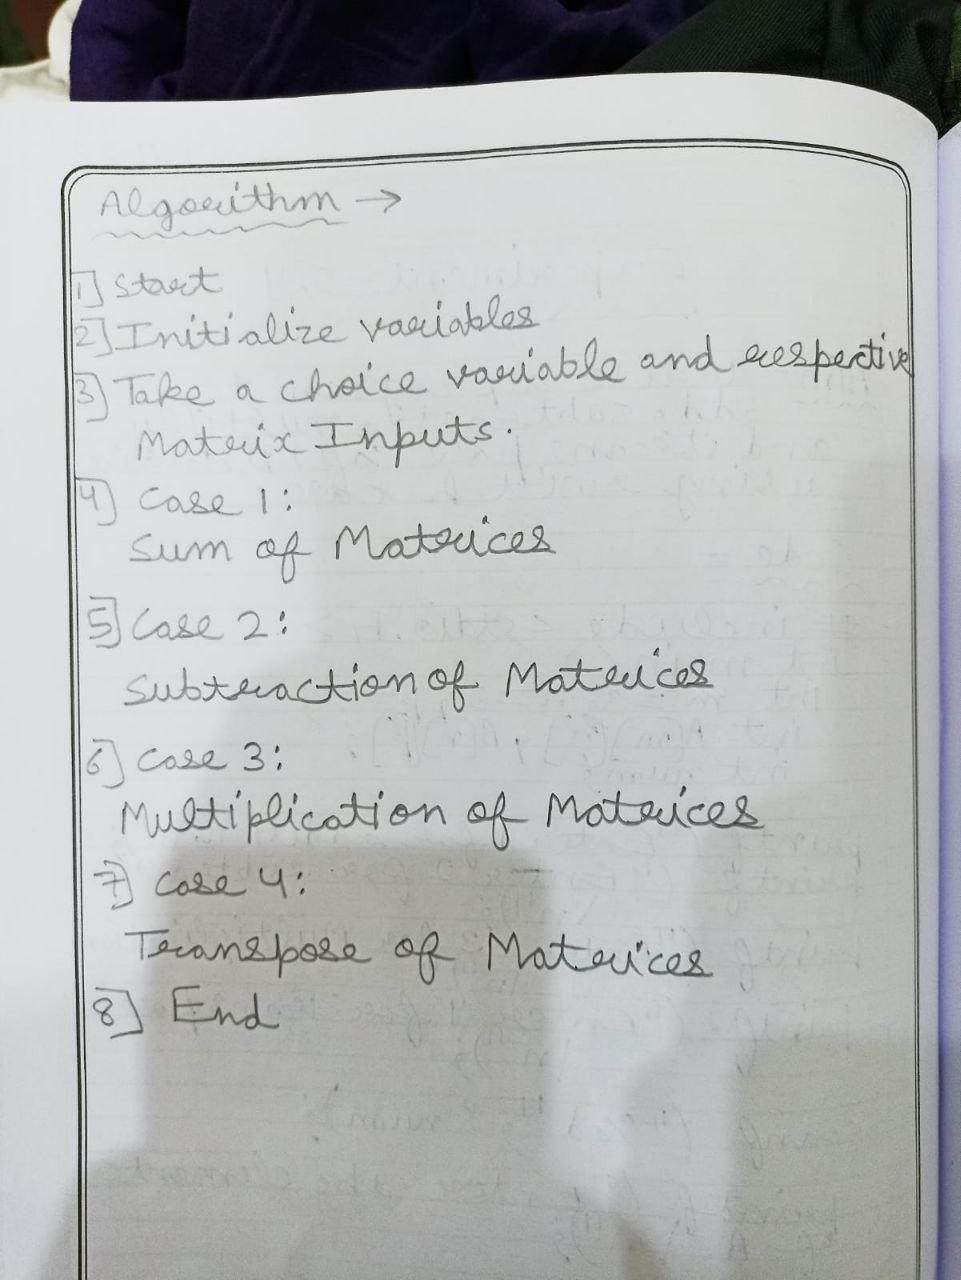 Algorithm →
1] Start
2] Initialize variables
3] Take a choice variable and respective
Matrix Inputs.
4] Case 1:
Sum of Matrices
5] Case 2:
Subtraction of Matrices
6] Case 3:
Multiplication of Matrices
7] Case 4:
Transpose of Matrices
8] End